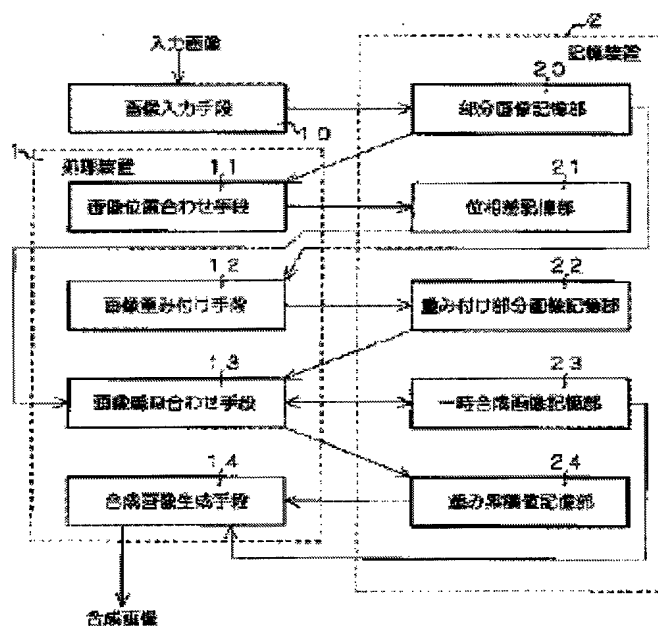 入力画像
2
記憶装置
画像入力手段
10
20
部分画像記憶部
1
処理装置
11
画像位置合わせ手段
21
位相差記憶部
12
画像重み付け手段
22
重み付け部分画像記憶部
13
画像重ね合わせ手段
23
一時合成画像記憶部
14
合成画像生成手段
24
重み累積値記憶部
合成画像